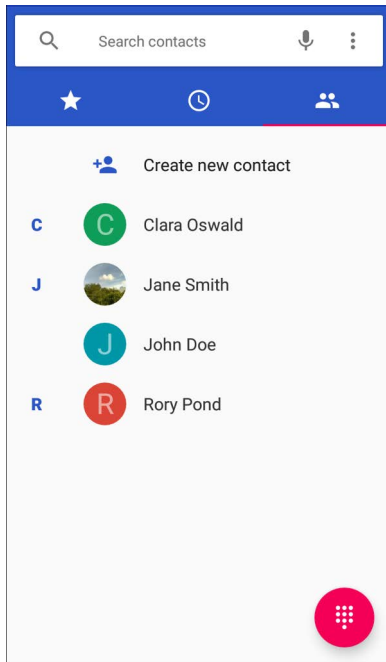 Search contacts
Create new contact
C
C
Clara Oswald
J
Jane Smith
J
John Doe
R
R
Rory Pond